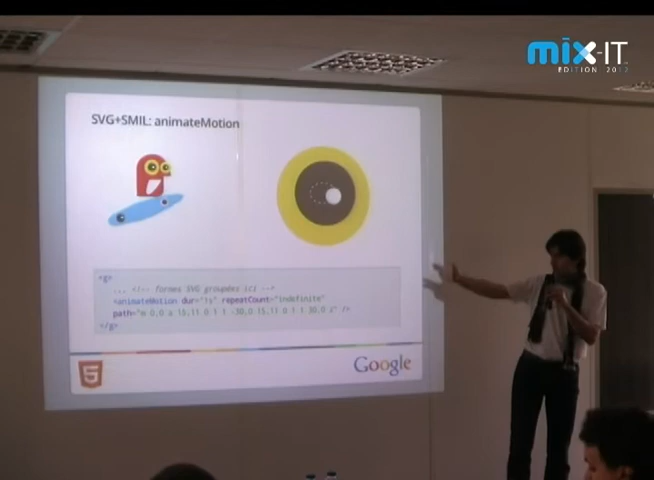 mix-IT
EDITION 2012
SVG+SMIL: animateMotion
<g>
... <!-- formes SVG groupées ici -->
<animateMotion dur="1s" repeatCount="indefinite"
path="m 0,0 a 15,11 0 1 1 -30,0 15,11 0 1 1 30,0 z" />
</g>
5
Google